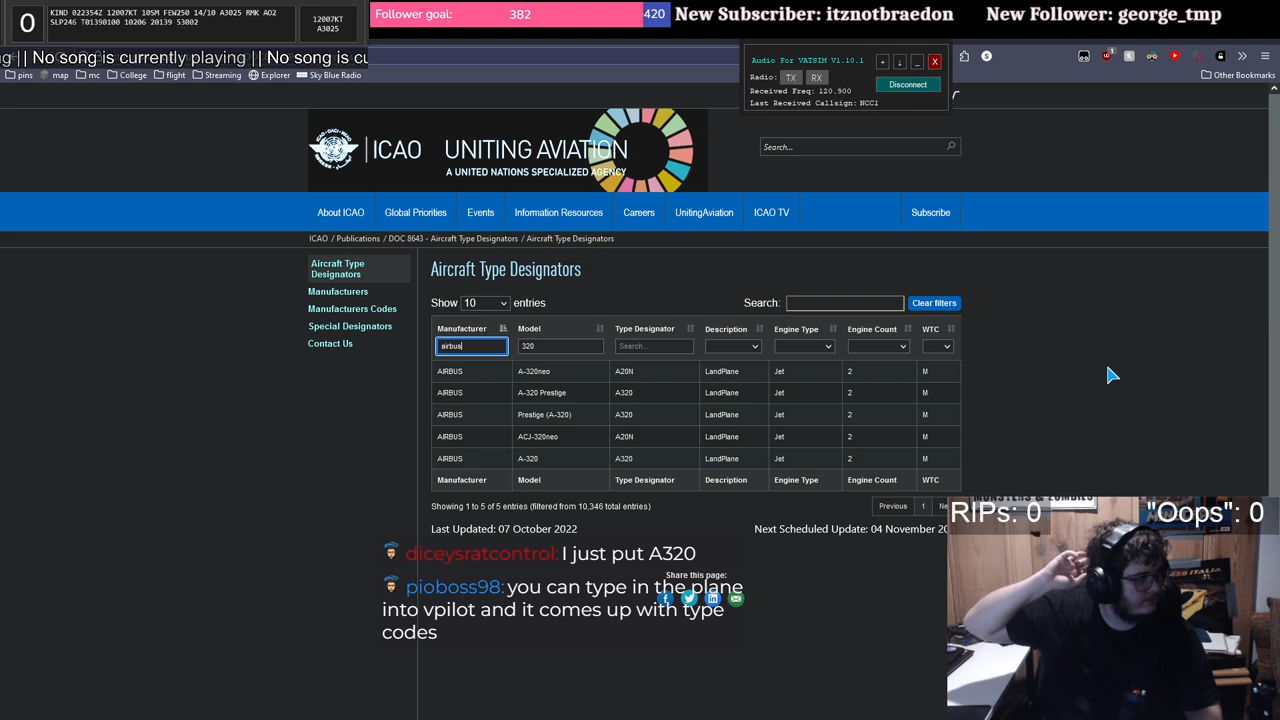 0
KIND 022354Z 12007KT 10SM FEW250 14/10 A3025 RMK AO2
SLP246 T01390100 10206 20139 53002
12007KT
A3025
Follower goal:
382
420
New Subscriber: itznotbraedon
New Follower: george_tmp
g || No song is currently playing || No song is cu
pins
map
mc
College
flight
Streaming
Explorer
Sky Blue Radio
Other Bookmarks
Audio For VATSIM V1.10.1
X
Radio:
TX
RX
Disconnect
Received Freq: 120.900
Last Received Callsign: NCC1
ICAO
UNITING AVIATION
A UNITED NATIONS SPECIALIZED AGENCY
Search...
About ICAO
Global Priorities
Events
Information Resources
Careers
UnitingAviation
ICAO TV
Subscribe
ICAO / Publications / DOC 8643 - Aircraft Type Designators / Aircraft Type Designators
Aircraft Type
Designators
Manufacturers
Manufacturers Codes
Special Designators
Contact Us
Aircraft Type Designators
Show 10 entries
Search:
Clear filters
Manufacturer Model Type Designator Description Engine Type Engine Count WTC
airbus 320 Search...
AIRBUS A-320neo A20N LandPlane Jet 2 M
AIRBUS A-320 Prestige A320 LandPlane Jet 2 M
AIRBUS Prestige (A-320) A320 LandPlane Jet 2 M
AIRBUS ACJ-320neo A20N LandPlane Jet 2 M
AIRBUS A-320 A320 LandPlane Jet 2 M
Manufacturer Model Type Designator Description Engine Type Engine Count WTC
Showing 1 to 5 of 5 entries (filtered from 10,346 total entries)
Previous
1
Ne
Last Updated: 07 October 2022
Next Scheduled Update: 04 November 20
RIPs: 0
"Oops": 0
diceysratcontrol: I just put A320
Share this page:
pioboss98: you can type in the plane
into vpilot and it comes up with type
codes